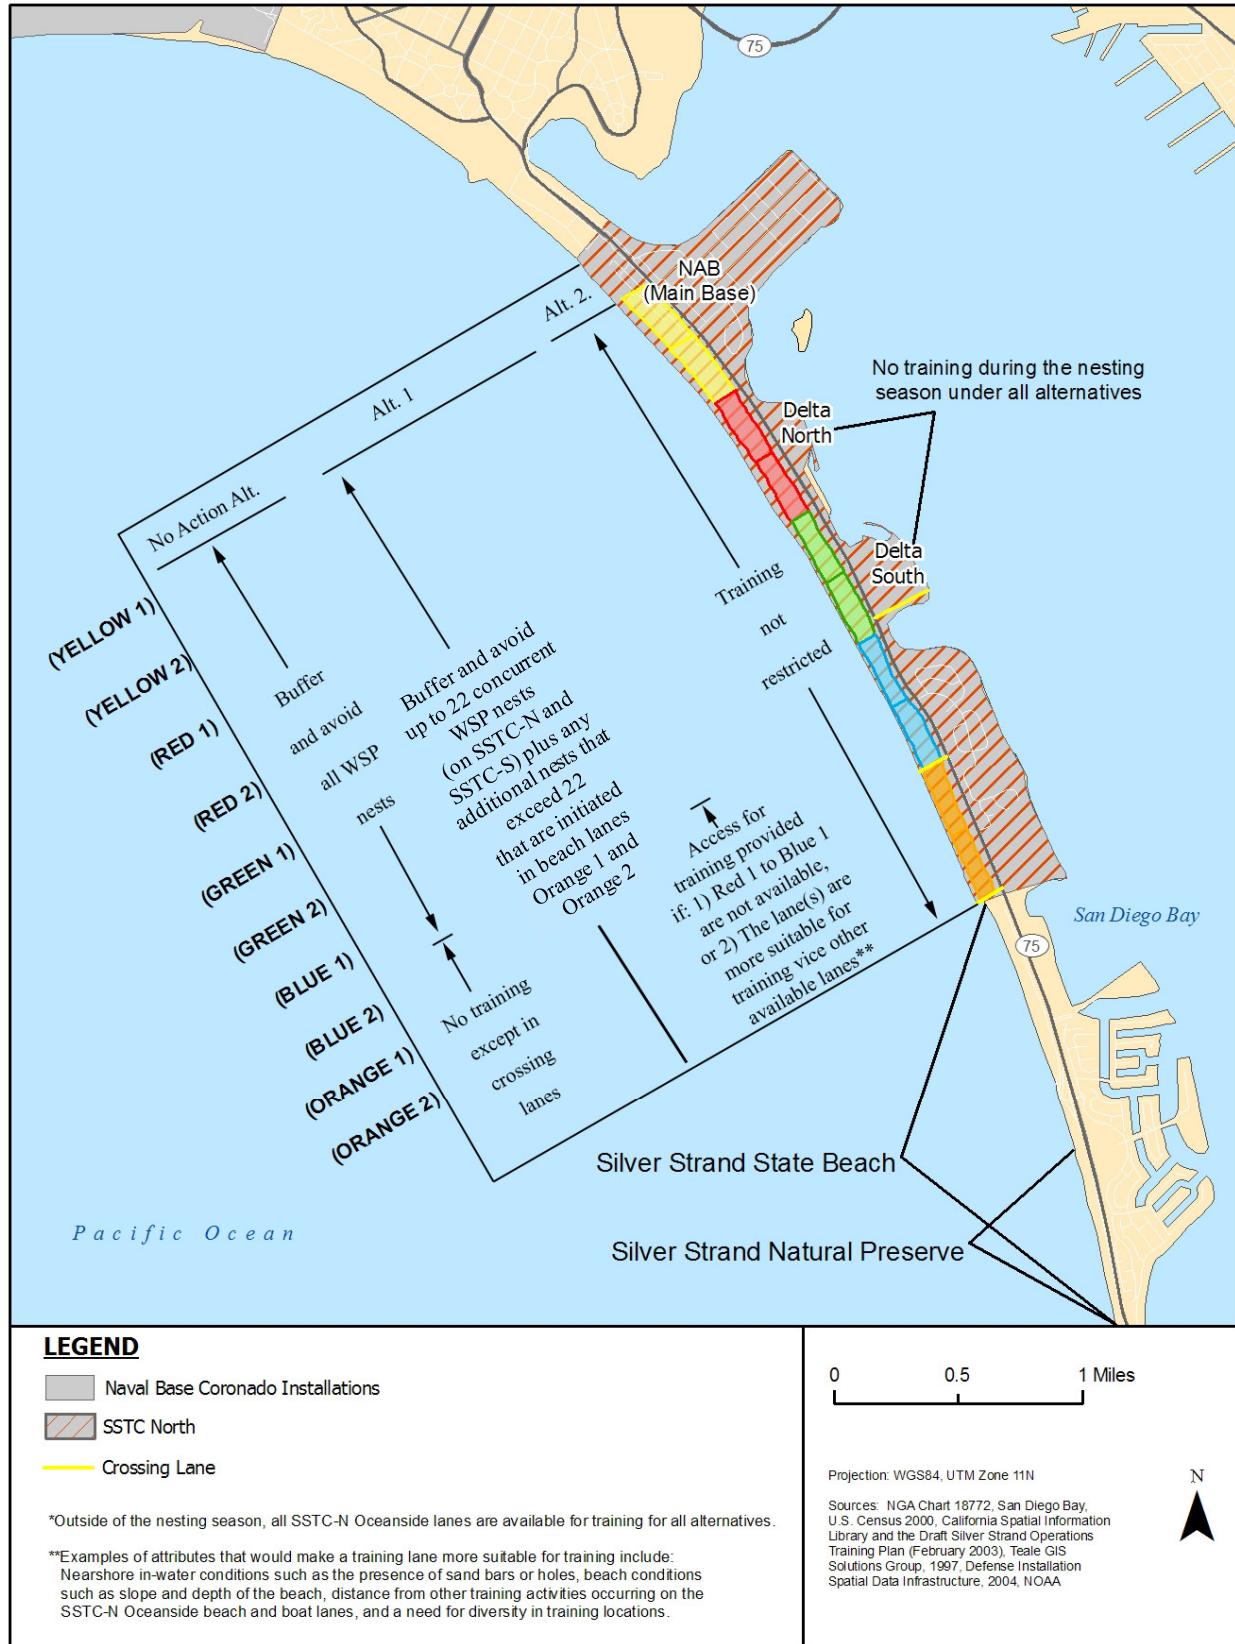 75
NAB
(Main Base)
Alt. 2.
No training during the nesting
season under all alternatives
Alt. 1
Delta
North
No Action Alt.
Delta
South
(YELLOW 1)
(YELLOW 2)
(RED 1)
(RED 2)
(GREEN 1)
(GREEN 2)
(BLUE 1)
(BLUE 2)
(ORANGE 1)
(ORANGE 2)
Buffer
and avoid
all WSP
nests
No training
except in
crossing
lanes
Buffer and avoid
up to 22 concurrent
WSP nests
(on SSTC-N and
SSTC-S) plus any
additional nests that
exceed 22
that are initiated
in beach lanes
Orange 1 and
Orange 2
Training
not
restricted
Access for
training provided
if: 1) Red 1 to Blue 1
are not available,
or 2) The lane(s) are
more suitable for
training vice other
available lanes**
San Diego Bay
75
Silver Strand State Beach
Pacific Ocean
Silver Strand Natural Preserve
LEGEND
Naval Base Coronado Installations
SSTC North
Crossing Lane
*Outside of the nesting season, all SSTC-N Oceanside lanes are available for training for all alternatives.
**Examples of attributes that would make a training lane more suitable for training include:
Nearshore in-water conditions such as the presence of sand bars or holes, beach conditions
such as slope and depth of the beach, distance from other training activities occurring on the
SSTC-N Oceanside beach and boat lanes, and a need for diversity in training locations.
0 0.5 1 Miles
Projection: WGS84, UTM Zone 11N
N
Sources: NGA Chart 18772, San Diego Bay,
U.S. Census 2000, California Spatial Information
Library and the Draft Silver Strand Operations
Training Plan (February 2003), Teale GIS
Solutions Group, 1997, Defense Installation
Spatial Data Infrastructure, 2004, NOAA